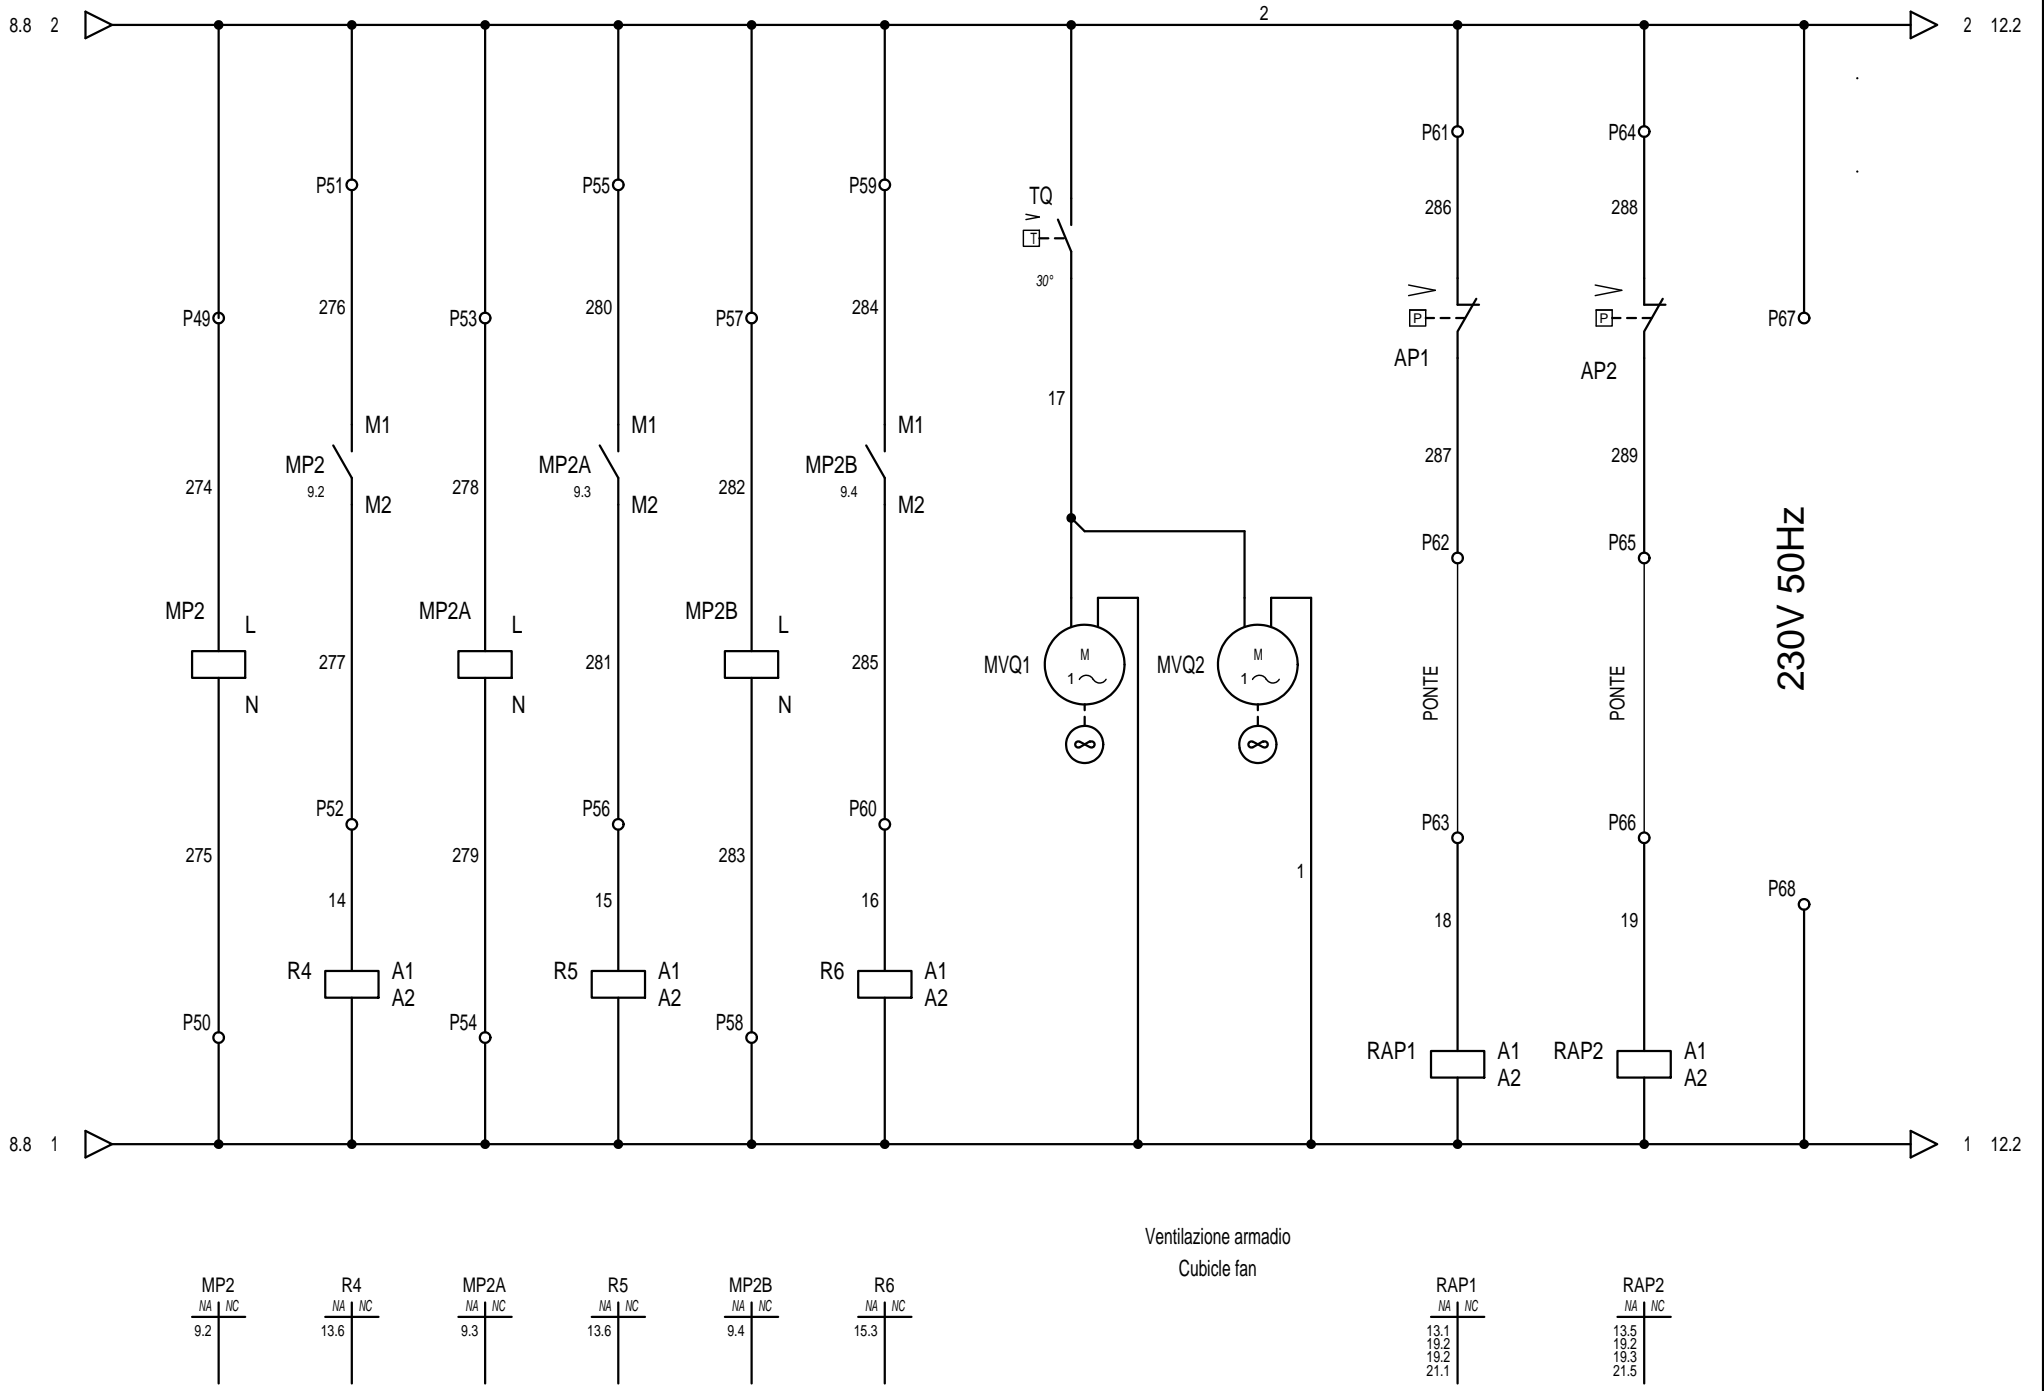 8.8 2
2
2 12.2
P61
P64
P51
P55
P59
TQ
286
288
T
30°
276
280
284
P49
P53
P57
P
P
P67
AP1
AP2
17
M1
M1
M1
MP2
MP2A
MP2B
9.2
9.3
9.4
287
289
274
278
282
M2
M2
M2
P62
P65
230V 50Hz
MP2
L
MP2A
L
MP2B
L
277
281
285
MVQ1
M
1
MVQ2
M
1
PONTE
PONTE
N
N
N
P52
P56
P60
P63
P66
275
279
283
1
P68
14
15
16
18
19
R4
A1
A2
R5
A1
A2
R6
A1
A2
P50
P54
P58
RAP1
A1
A2
RAP2
A1
A2
8.8 1
1 12.2
Ventilazione armadio
Cubicle fan
MP2
NA NC
9.2
R4
NA NC
13.6
MP2A
NA NC
9.3
R5
NA NC
13.6
MP2B
NA NC
9.4
R6
NA NC
15.3
RAP1
NA NC
13.1
19.2
19.2
21.1
RAP2
NA NC
13.5
19.2
19.3
21.5